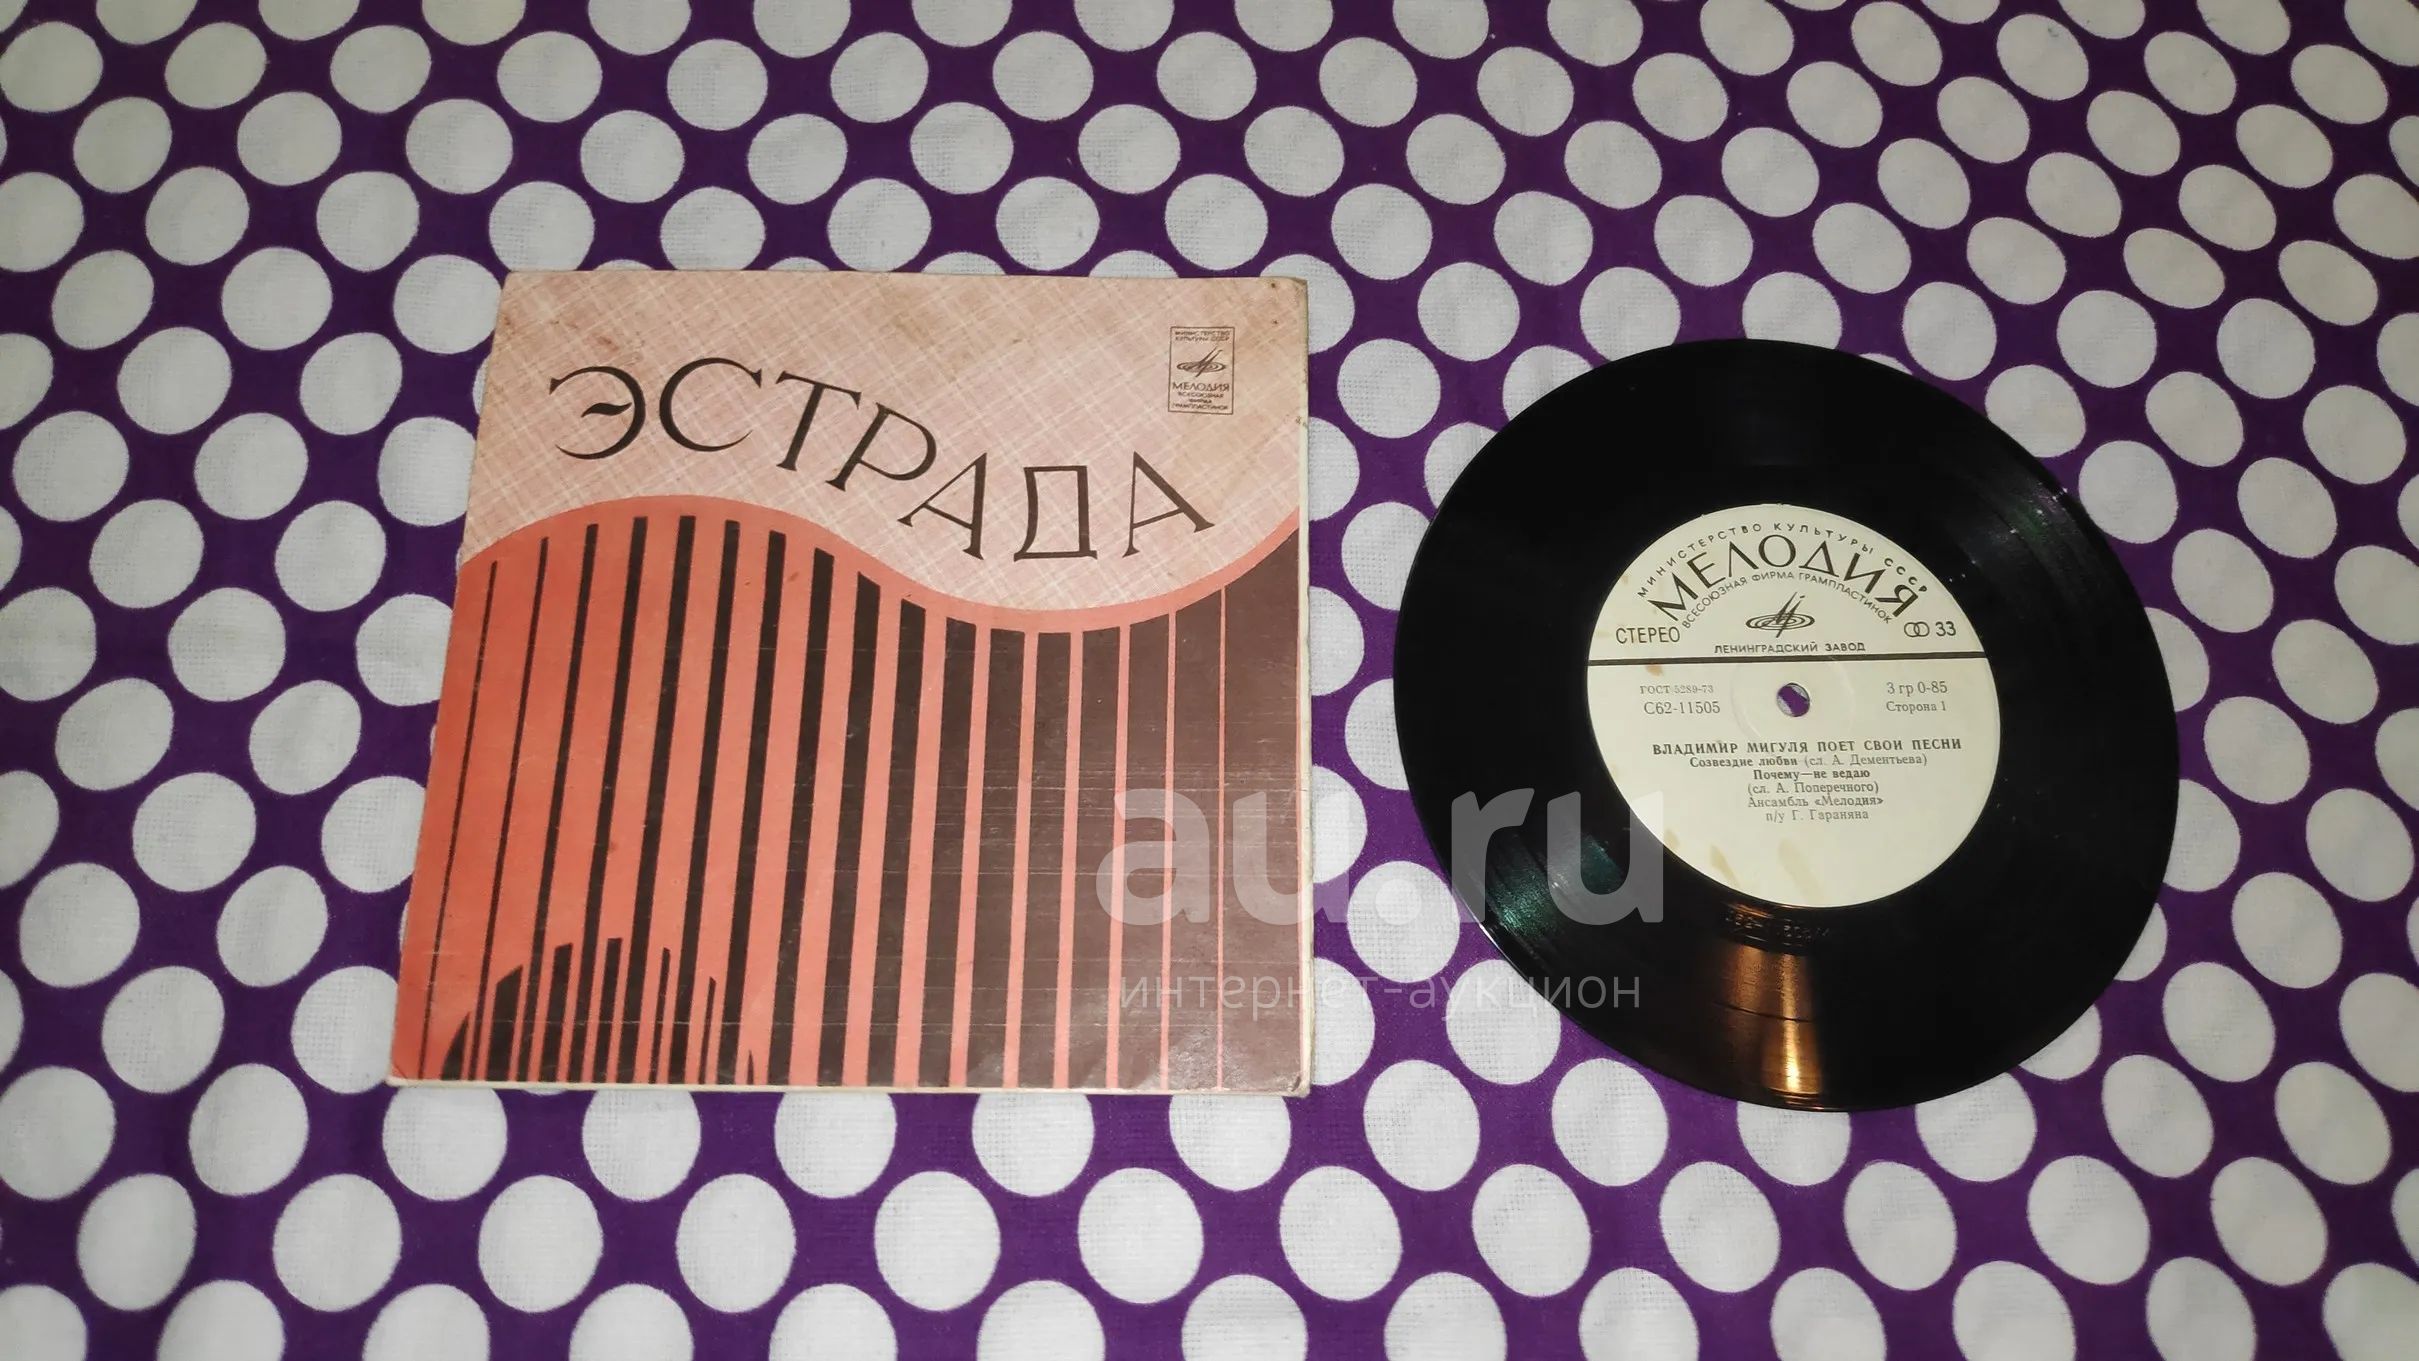 ЭСТРАДА
МИНИСТЕРСТВО
КУЛЬТУРЫ СССР
МЕЛОДИЯ
ВСЕСОЮЗНАЯ
ФИРМА
ГРАМПЛАСТИНОК
МИНИСТЕРСТВО КУЛЬТУРЫ СССР
МЕЛОДИЯ
ВСЕСОЮЗНАЯ ФИРМА ГРАМПЛАСТИНОК
СТЕРЕО 33
ЛЕНИНГРАДСКИЙ ЗАВОД
ГОСТ 5289-73 3 гр 0-85
С62-11505 Сторона 1
ВЛАДИМИР МИГУЛЯ ПОЕТ СВОИ ПЕСНИ
Созвездие любви (сл. А. Дементьева)
Почему—не ведаю
(сл. А. Поперечного)
Ансамбль «Мелодия»
п/у Г. Гараняна
au.ru
интернет-аукцион